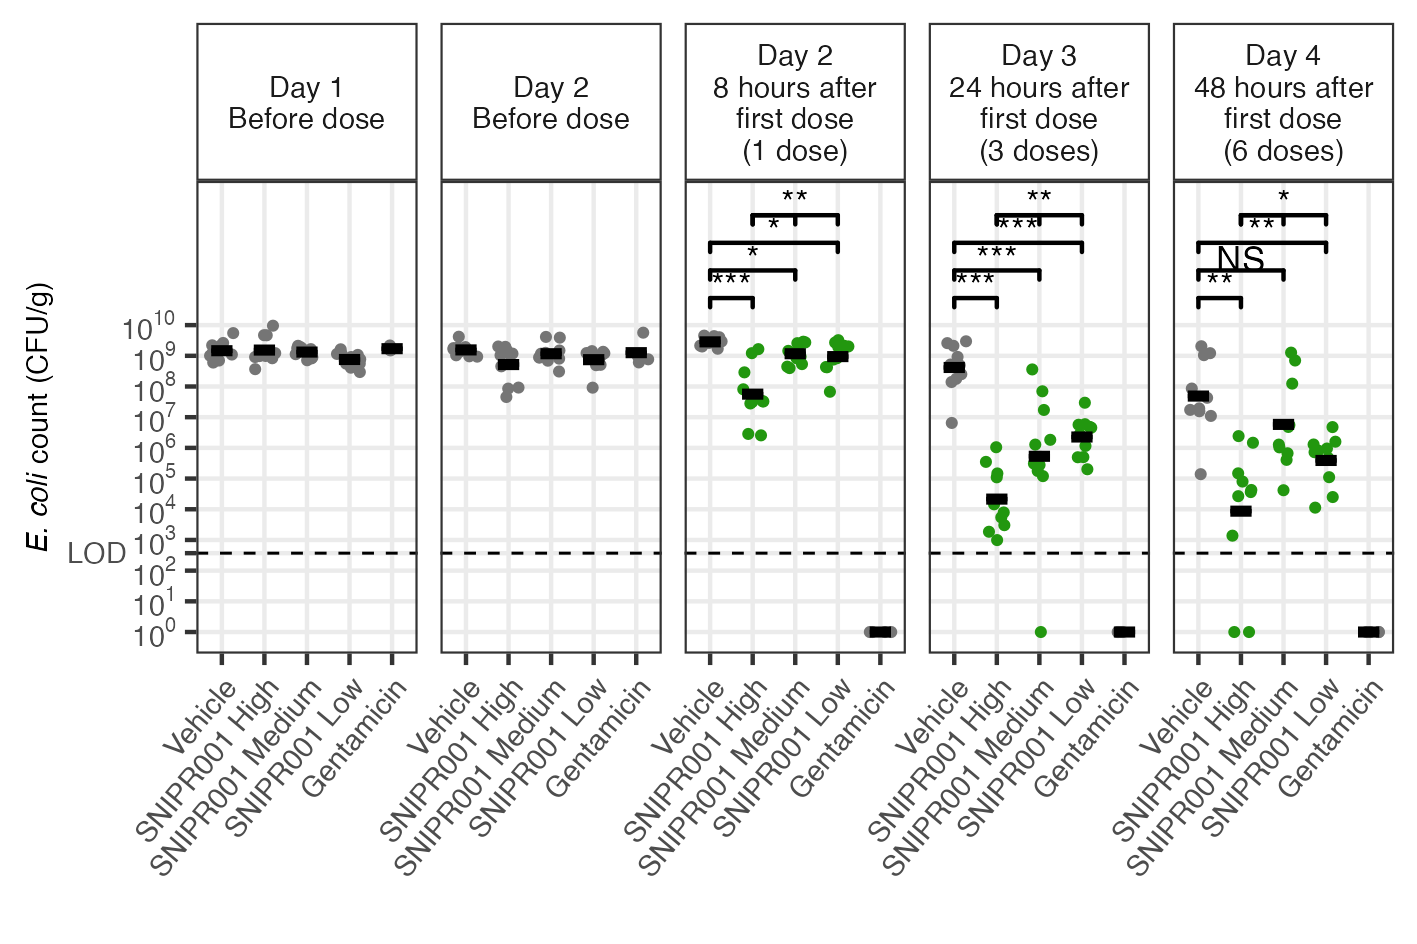 Day 1
Before dose
Day 2
Before dose
Day 2
8 hours after
first dose
(1 dose)
Day 3
24 hours after
first dose
(3 doses)
Day 4
48 hours after
first dose
(6 doses)
E. coli count (CFU/g)
10^10
10^9
10^8
10^7
10^6
10^5
10^4
10^3
LOD
10^2
10^1
10^0
**
*
*
***
**
***
***
***
*
**
NS
**
Vehicle
SNIPR001 High
SNIPR001 Medium
SNIPR001 Low
Gentamicin
Vehicle
SNIPR001 High
SNIPR001 Medium
SNIPR001 Low
Gentamicin
Vehicle
SNIPR001 High
SNIPR001 Medium
SNIPR001 Low
Gentamicin
Vehicle
SNIPR001 High
SNIPR001 Medium
SNIPR001 Low
Gentamicin
Vehicle
SNIPR001 High
SNIPR001 Medium
SNIPR001 Low
Gentamicin